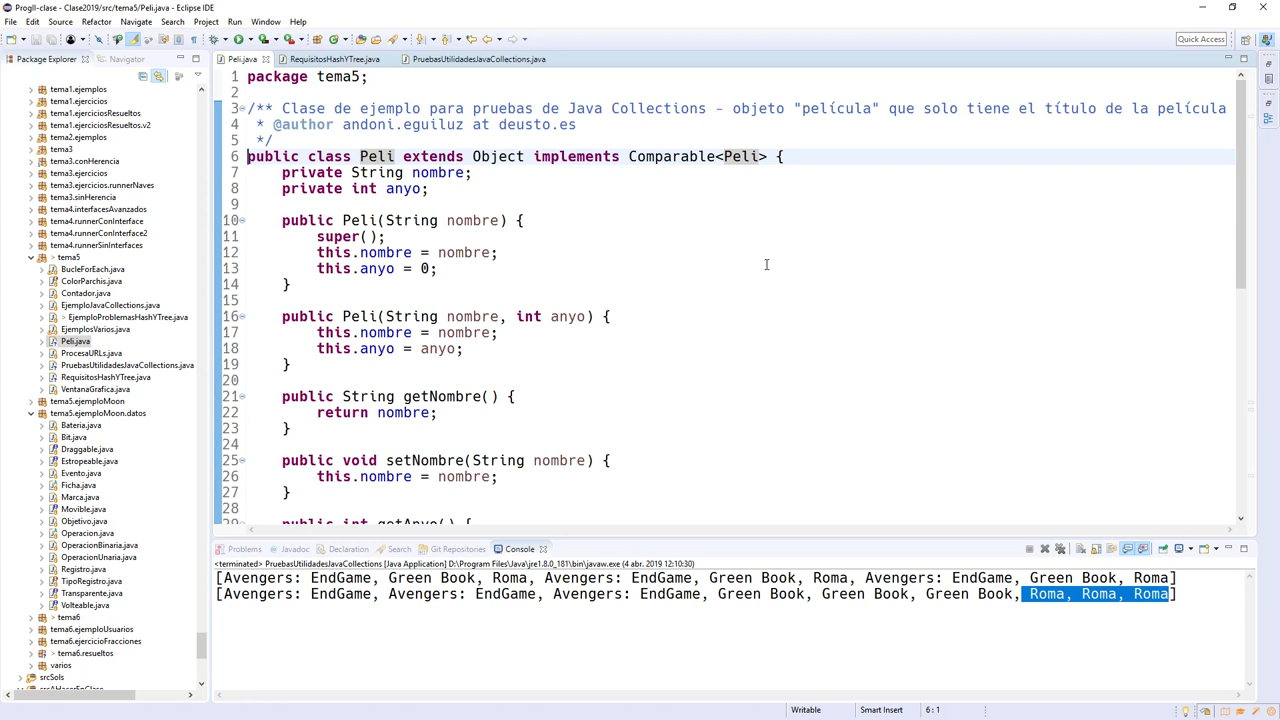 ProgII-clase - Clase2019/src/tema5/Peli.java - Eclipse IDE
File Edit Source Refactor Navigate Search Project Run Window Help
Quick Access
Package Explorer Navigator
tema1.ejemplos
tema1.ejercicios
tema1.ejerciciosResueltos
tema1.ejerciciosResueltos.v2
tema2.ejemplos
tema3
tema3.conHerencia
tema3.ejercicios.runnerNaves
tema3.sinHerencia
tema4.interfacesAvanzados
tema4.runnerConInterface
tema4.runnerConInterface2
tema4.runnerSinInterfaces
> tema5
BucleForEach.java
ColorParchis.java
Contador.java
EjemploJavaCollections.java
> EjemploProblemasHashYTree.java
EjemplosVarios.java
Peli.java
ProcesaURLs.java
PruebasUtilidadesJavaCollections.java
RequisitosHashYTree.java
VentanaGrafica.java
tema5.ejemploMoon
tema5.ejemploMoon.datos
Bateria.java
Bit.java
Draggable.java
Estropeable.java
Evento.java
Ficha.java
Marca.java
Movible.java
Objetivo.java
Operacion.java
OperacionBinaria.java
OperacionUnaria.java
Registro.java
TipoRegistro.java
Transparente.java
Volteable.java
> tema6
tema6.ejemploUsuarios
tema6.ejercicioFracciones
> tema6.resueltos
varios
srcSols
srcAHacerEnClase
Peli.java RequisitosHashYTree.java PruebasUtilidadesJavaCollections.java
1 package tema5;
2
3 /** Clase de ejemplo para pruebas de Java Collections - objeto "película" que solo tiene el título de la película
4 * @author andoni.eguiluz at deusto.es
5 */
6 public class Peli extends Object implements Comparable<Peli> {
7 private String nombre;
8 private int anyo;
9
10 public Peli(String nombre) {
11 super();
12 this.nombre = nombre;
13 this.anyo = 0;
14 }
15
16 public Peli(String nombre, int anyo) {
17 this.nombre = nombre;
18 this.anyo = anyo;
19 }
20
21 public String getNombre() {
22 return nombre;
23 }
24
25 public void setNombre(String nombre) {
26 this.nombre = nombre;
27 }
28
29 public int getAnyo() {
Problems Javadoc Declaration Search Git Repositories Console
<terminated> PruebasUtilidadesJavaCollections [Java Application] D:\Program Files\Java\jre1.8.0_181\bin\javaw.exe (4 abr. 2019 12:10:30)
[Avengers: EndGame, Green Book, Roma, Avengers: EndGame, Green Book, Roma, Avengers: EndGame, Green Book, Roma]
[Avengers: EndGame, Avengers: EndGame, Avengers: EndGame, Green Book, Green Book, Green Book, Roma, Roma, Roma]
Writable Smart Insert 6 : 1